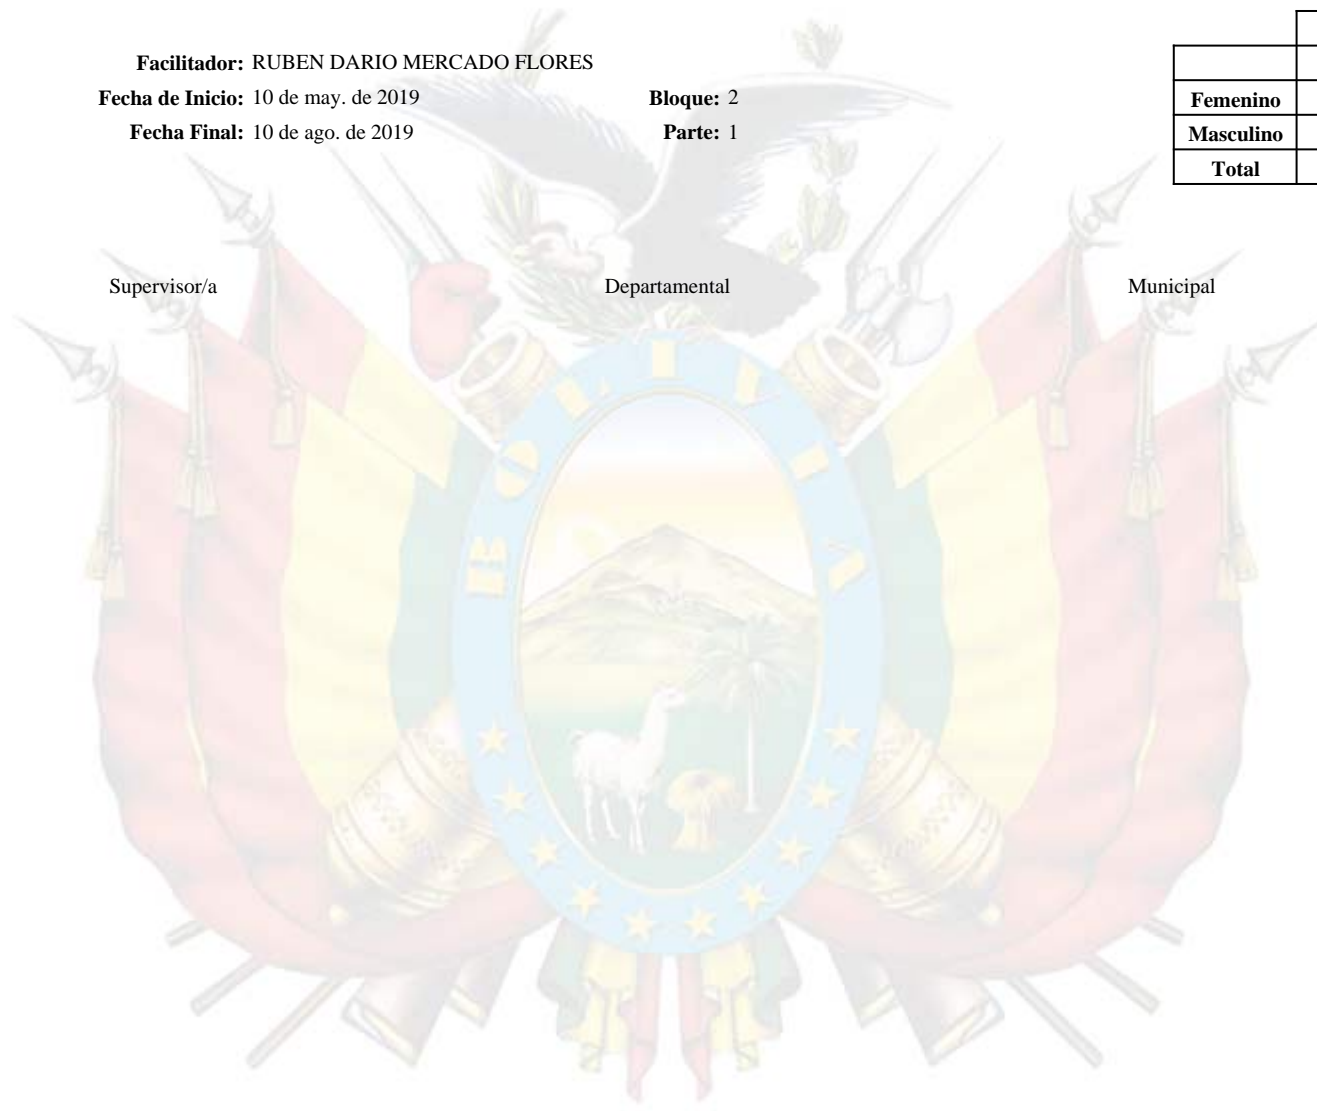 Facilitador: RUBEN DARIO MERCADO FLORES
Fecha de Inicio: 10 de may. de 2019 Bloque: 2
Fecha Final: 10 de ago. de 2019 Parte: 1
Femenino
Masculino
Total
Supervisor/a Departamental Municipal
BOLIVIA